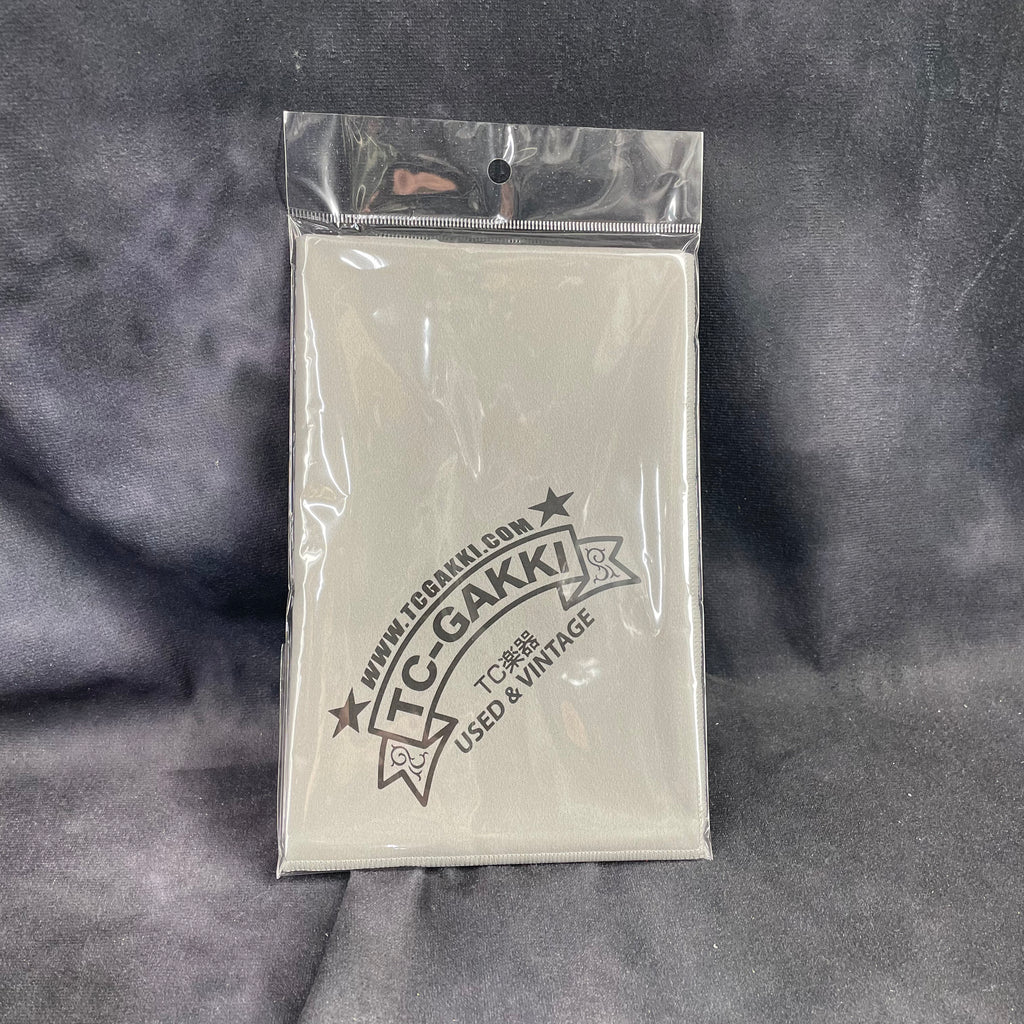 WWW.TCGAKKI.COM
TC-GAKKI
TC楽器
USED & VINTAGE